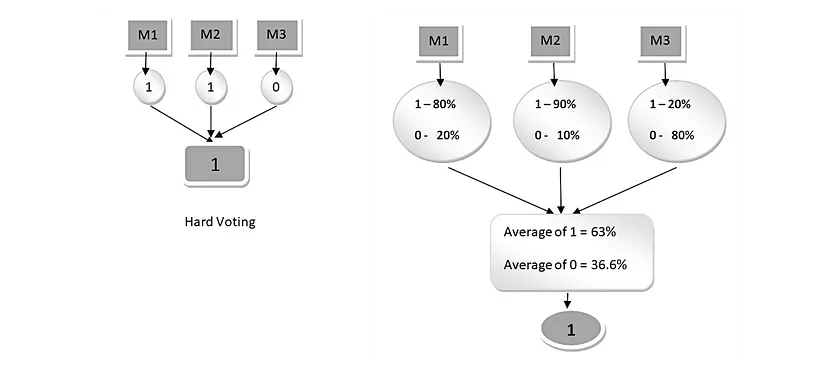 M1 M2 M3
1 1 0
1
Hard Voting
M1 M2 M3
1 – 80% 1 – 90% 1 – 20%
0 - 20% 0 - 10% 0 - 80%
Average of 1 = 63%
Average of 0 = 36.6%
1